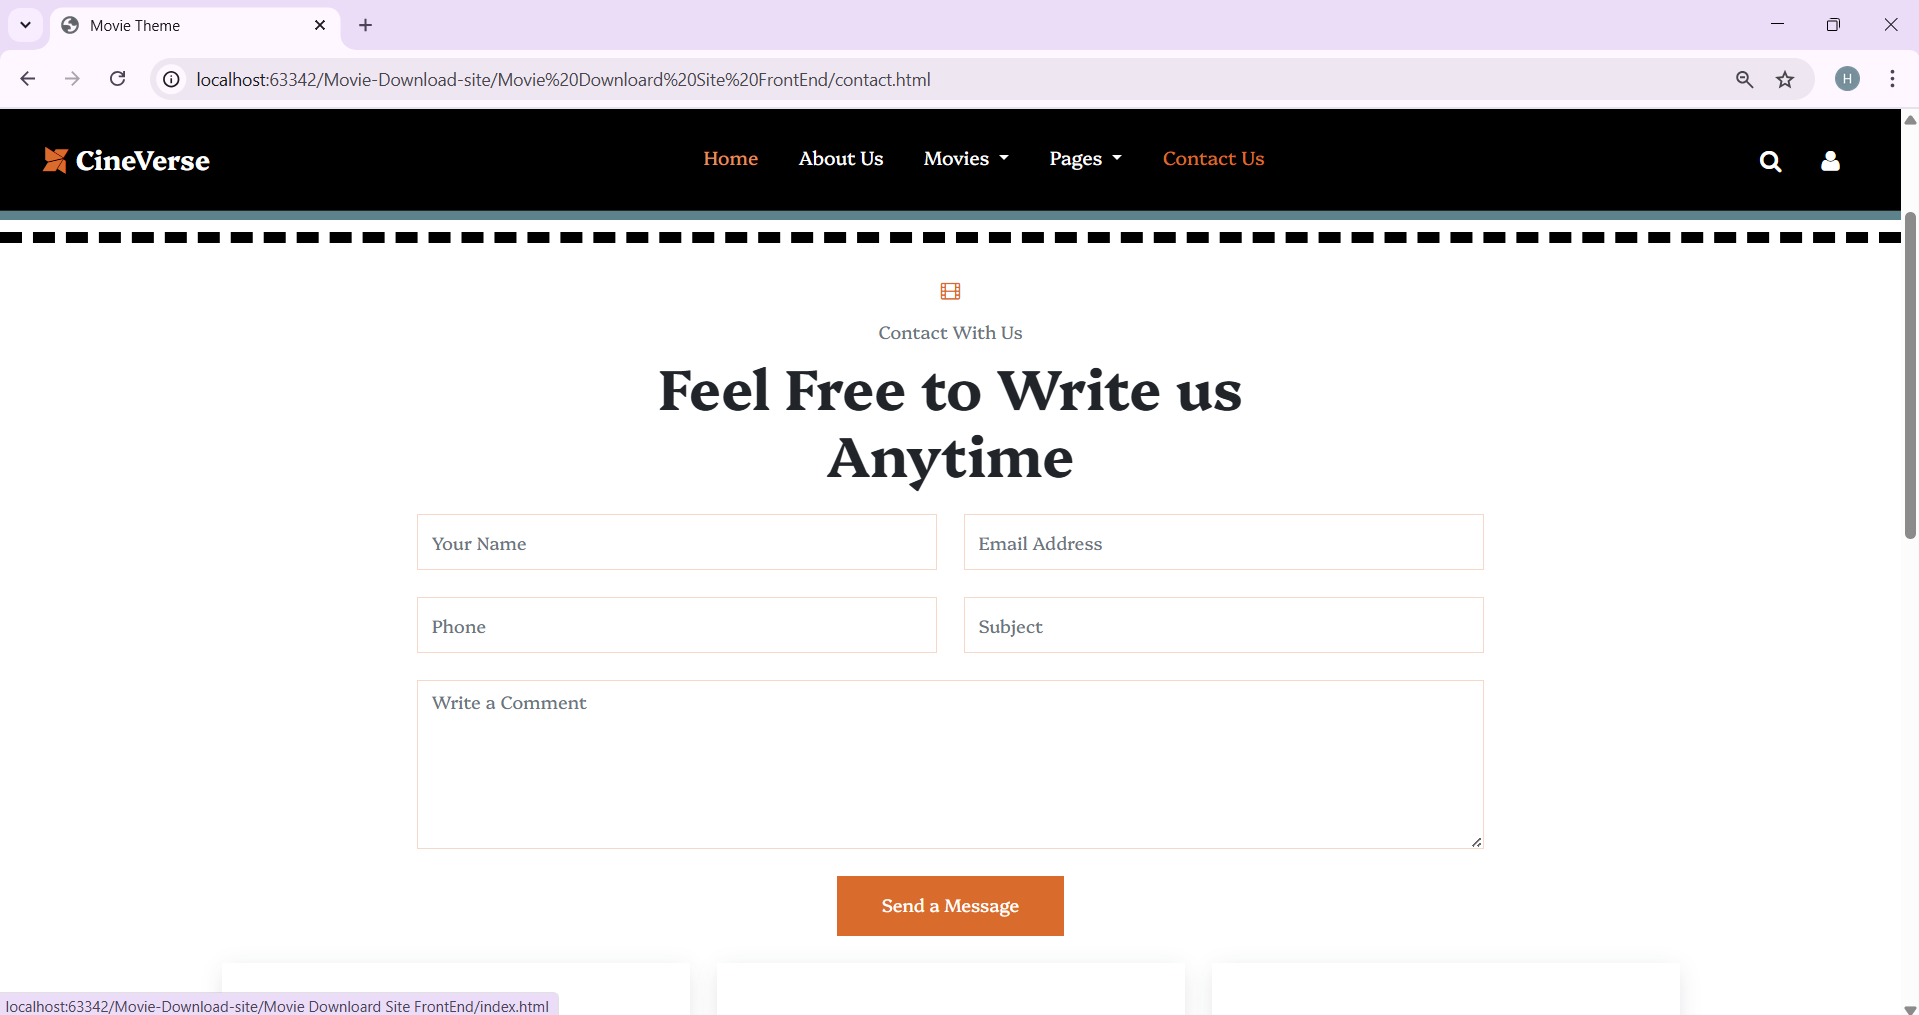 Movie Theme
localhost:63342/Movie-Download-site/Movie%20Downloard%20Site%20FrontEnd/contact.html
H
CineVerse
Home
About Us
Movies
Pages
Contact Us
Contact With Us
Feel Free to Write us
Anytime
Your Name
Email Address
Phone
Subject
Write a Comment
Send a Message
localhost:63342/Movie-Download-site/Movie Downloard Site FrontEnd/index.html